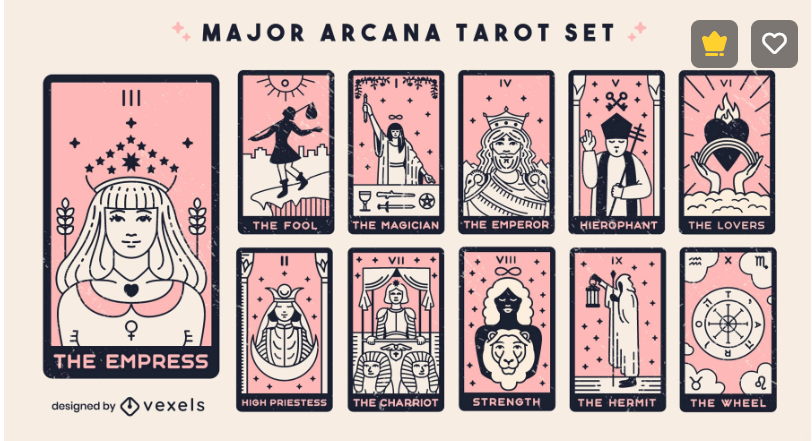 MAJOR ARCANA TAROT SET
III
THE EMPRESS
THE FOOL
I
THE MAGICIAN
IV
THE EMPEROR
V
HIEROPHANT
VI
THE LOVERS
II
HIGH PRIESTESS
VII
THE CHARRIOT
VIII
STRENGTH
IX
THE HERMIT
X
THE WHEEL
designed by vexels